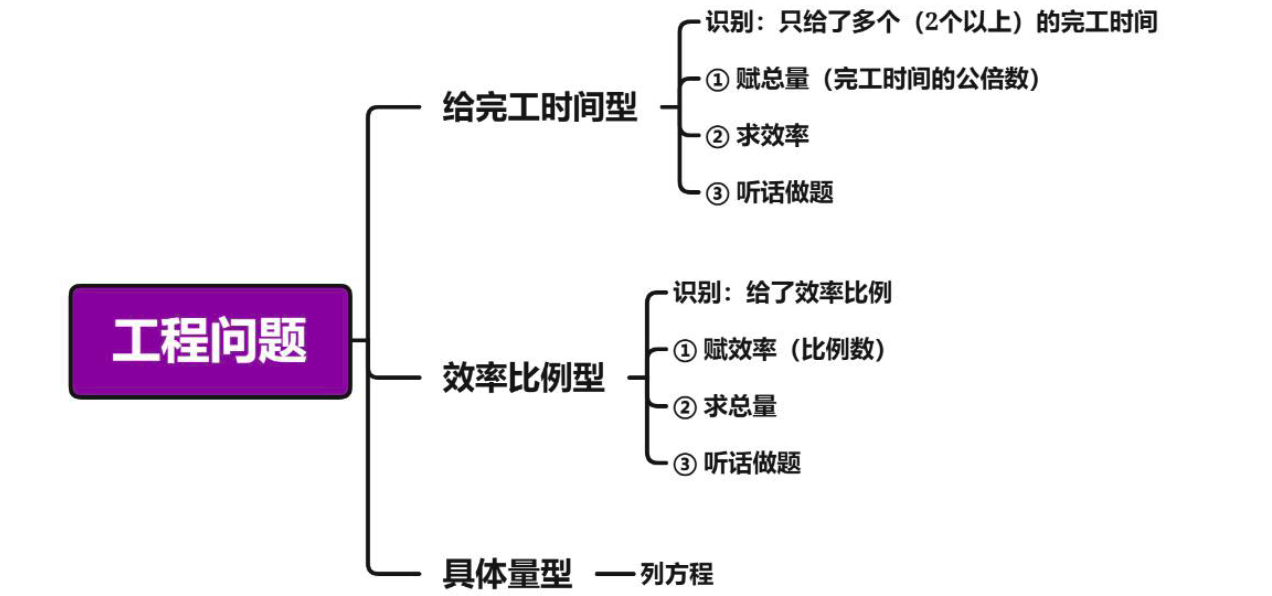 工程问题
给完工时间型
识别：只给了多个（2个以上）的完工时间
① 赋总量（完工时间的公倍数）
② 求效率
③ 听话做题
效率比例型
识别：给了效率比例
① 赋效率（比例数）
② 求总量
③ 听话做题
具体量型
列方程